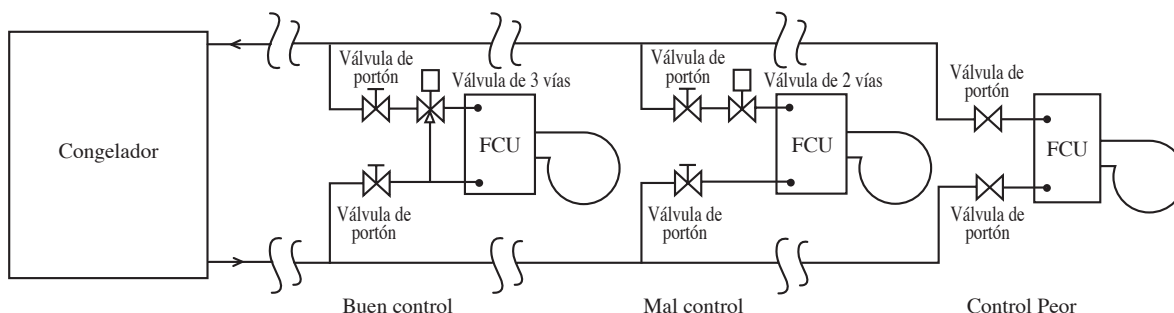 Válvula de
portón
Válvula de 3 vías
Válvula de
portón
Válvula de 2 vías
Válvula de
portón
Congelador
FCU
FCU
FCU
Válvula de
portón
Válvula de
portón
Válvula de
portón
Buen control
Mal control
Control Peor